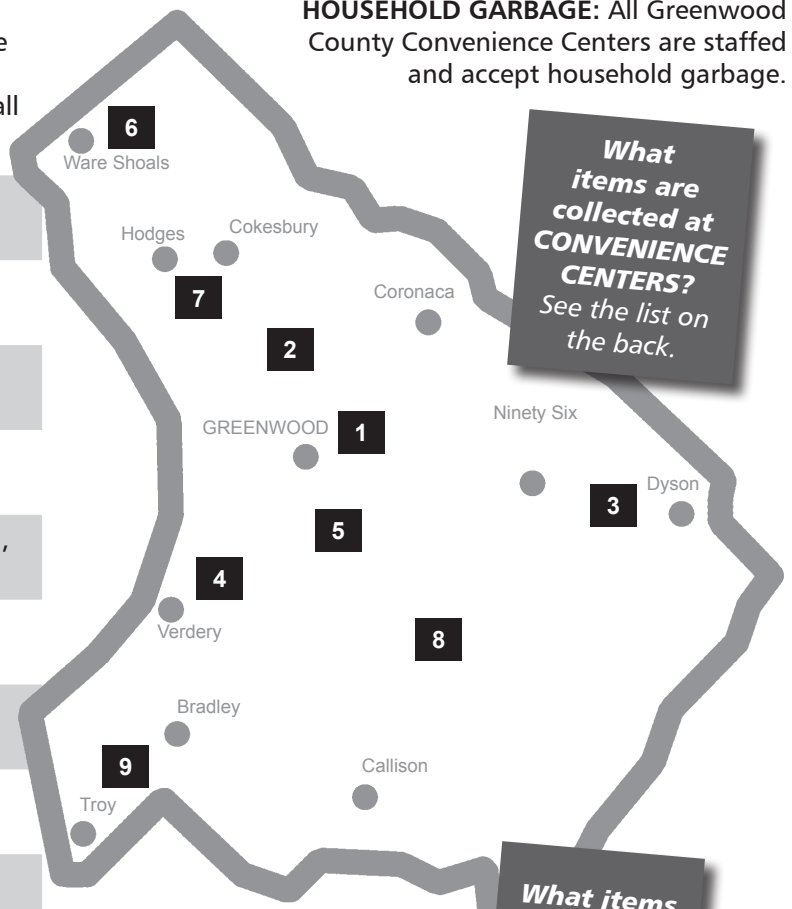 HOUSEHOLD GARBAGE: All Greenwood
County Convenience Centers are staffed
and accept household garbage.
all
What
items are
collected at
CONVENIENCE
CENTERS?
See the list on
the back.
6
Ware Shoals
Hodges
Cokesbury
7
Coronaca
2
Ninety Six
GREENWOOD
1
3
Dyson
5
,
4
Verdery
8
Bradley
9
Callison
Troy
What items